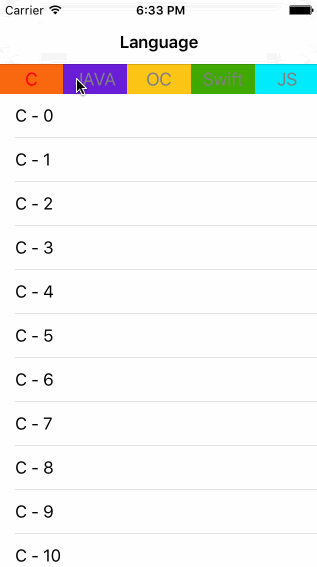 Carrier 6:33 PM
Language
C JAVA OC Swift JS
C - 0
C - 1
C - 2
C - 3
C - 4
C - 5
C - 6
C - 7
C - 8
C - 9
C - 10